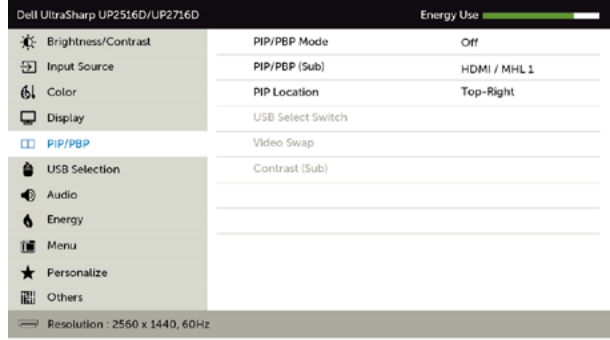 Dell UltraSharp UP2516D/UP2716D Energy Use
Brightness/Contrast PIP/PBP Mode Off
Input Source PIP/PBP (Sub) HDMI / MHL 1
Color PIP Location Top-Right
Display USB Select Switch
PIP/PBP Video Swap
USB Selection Contrast (Sub)
Audio
Energy
Menu
Personalize
Others
Resolution : 2560 x 1440, 60Hz